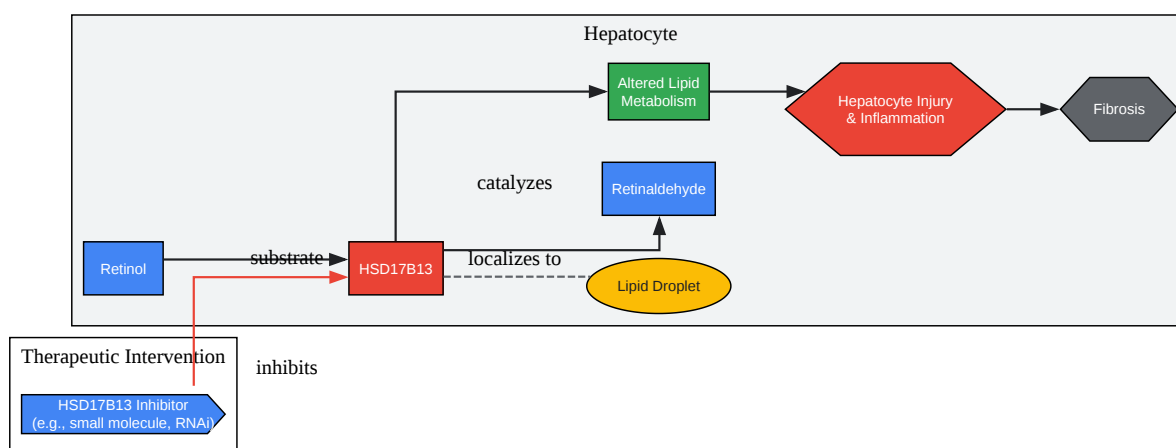 Hepatocyte
Altered Lipid
Metabolism
Hepatocyte Injury
& Inflammation
Fibrosis
catalyzes
Retinaldehyde
Retinol
substrate
HSD17B13
localizes to
Lipid Droplet
Therapeutic Intervention
inhibits
HSD17B13 Inhibitor
(e.g., small molecule, RNAi)